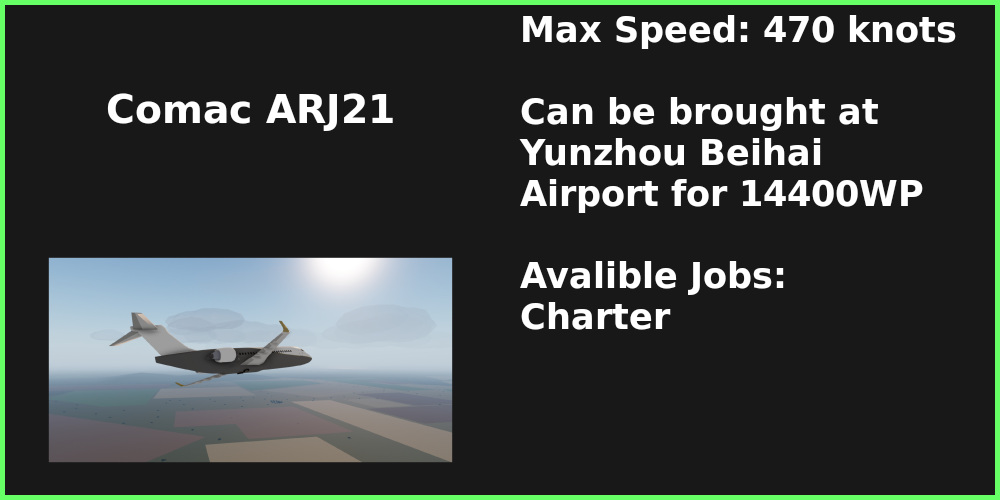 Comac ARJ21
Max Speed: 470 knots
Can be brought at
Yunzhou Beihai
Airport for 14400WP
Avalible Jobs:
Charter